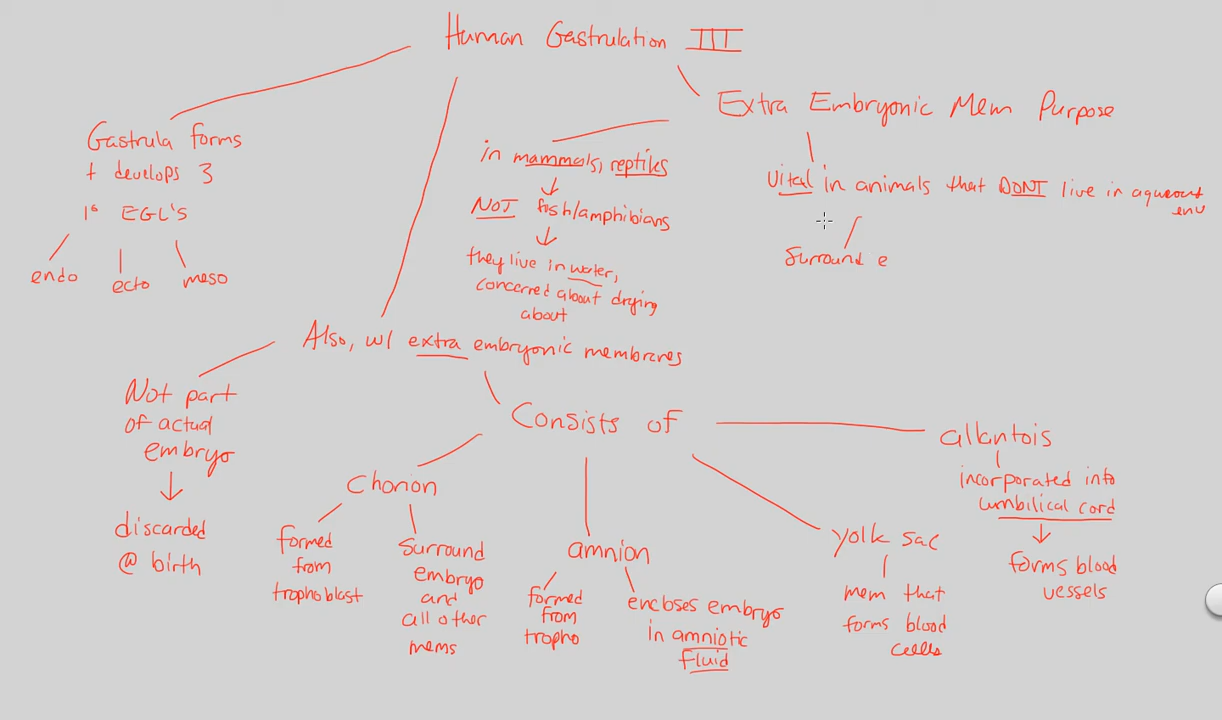 Human Gastrulation III
Gastrula forms
+ develops 3
1° EGL's
endo
ecto
meso
Extra Embryonic Mem Purpose
in mammals, reptiles
NOT fish/amphibians
they live in water,
concerned about drying
about
Vital in animals that DONT live in aqueous
env
Surround e
Also, w/ extra embryonic membranes
Not part
of actual
embryo
discarded
@ birth
Consists of
Chorion
formed
from
trophoblast
Surround
embryo
and
all other
mems
amnion
formed
from
tropho
encloses embryo
in amniotic
fluid
yolk sac
mem that
forms blood
cells
allantois
incorporated into
umbilical cord
forms blood
vessels